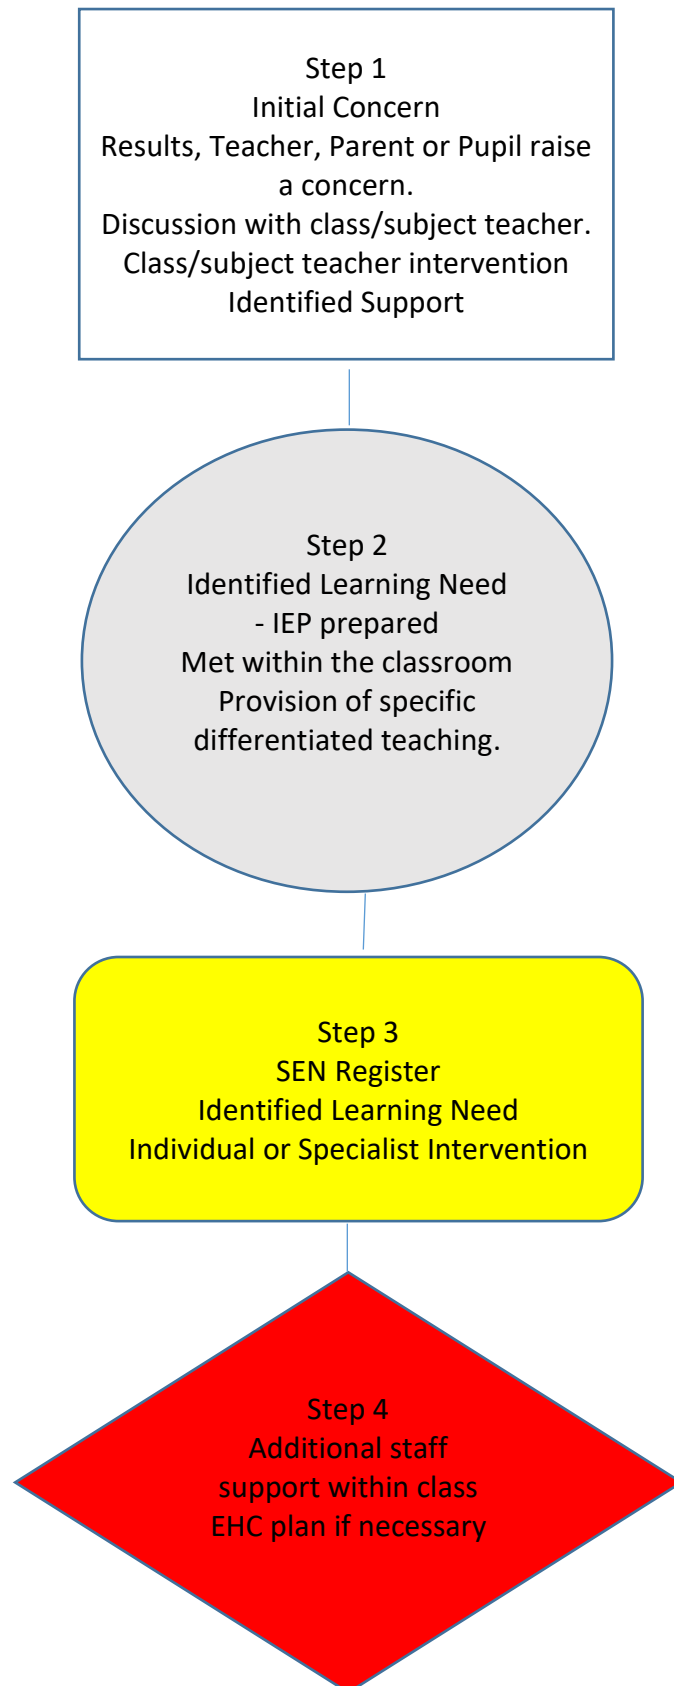 Step 1
Initial Concern
Results, Teacher, Parent or Pupil raise
a concern.
Discussion with class/subject teacher.
Class/subject teacher intervention
Identified Support
Step 2
Identified Learning Need
- IEP prepared
Met within the classroom
Provision of specific
differentiated teaching.
Step 3
SEN Register
Identified Learning Need
Individual or Specialist Intervention
Step 4
Additional staff
support within class
EHC plan if necessary